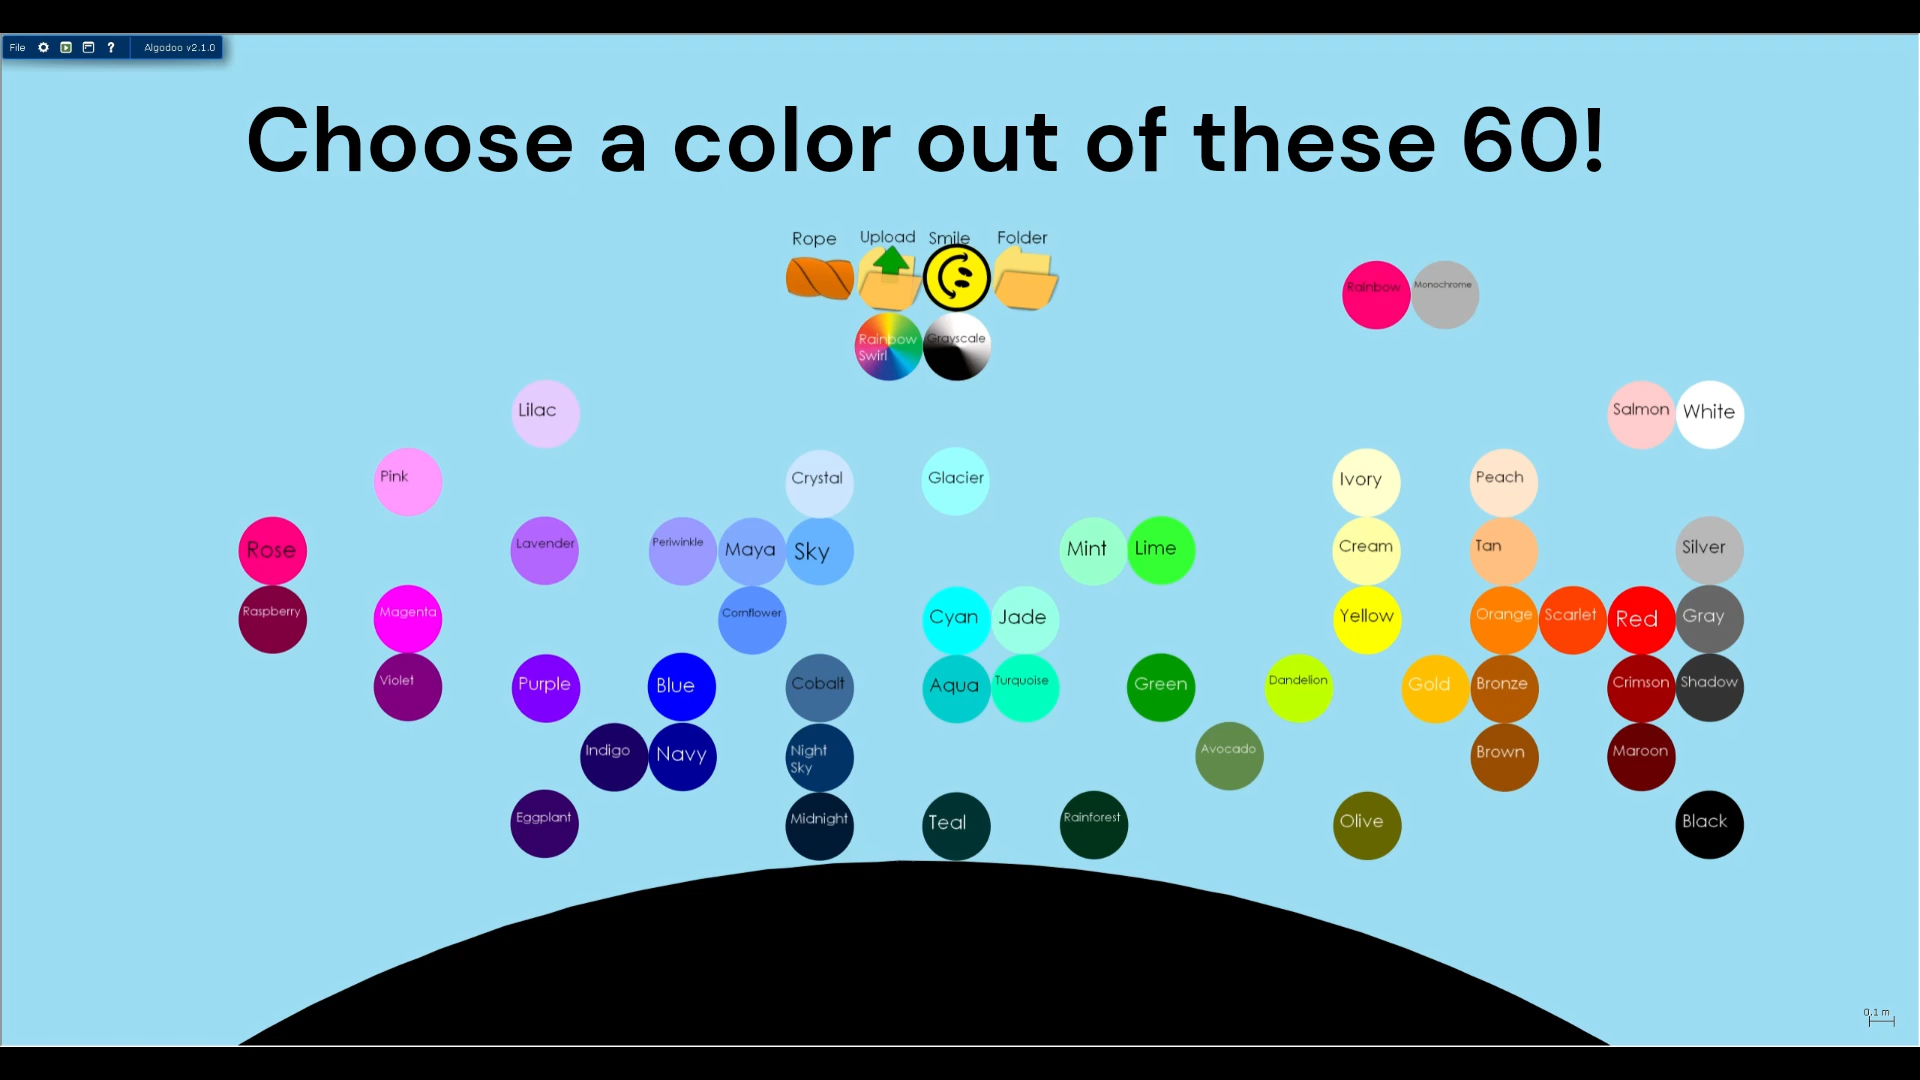 File ? Algodoo v2.1.0
Choose a color out of these 60!
Rope Upload Smile Folder
Rainbow Monochrome
Rainbow
Swirl
Grayscale
Lilac Salmon White
Pink Crystal Glacier Ivory Peach
Rose Lavender Periwinkle Maya Sky Mint Lime Cream Tan Silver
Raspberry Magenta Cornflower Cyan Jade Yellow Orange Scarlet Red Gray
Violet Purple Blue Cobalt Aqua Turquoise Green Dandelion Gold Bronze Crimson Shadow
Indigo Navy Night
Sky
Avocado Brown Maroon
Eggplant Midnight Teal Rainforest Olive Black
0.1 m